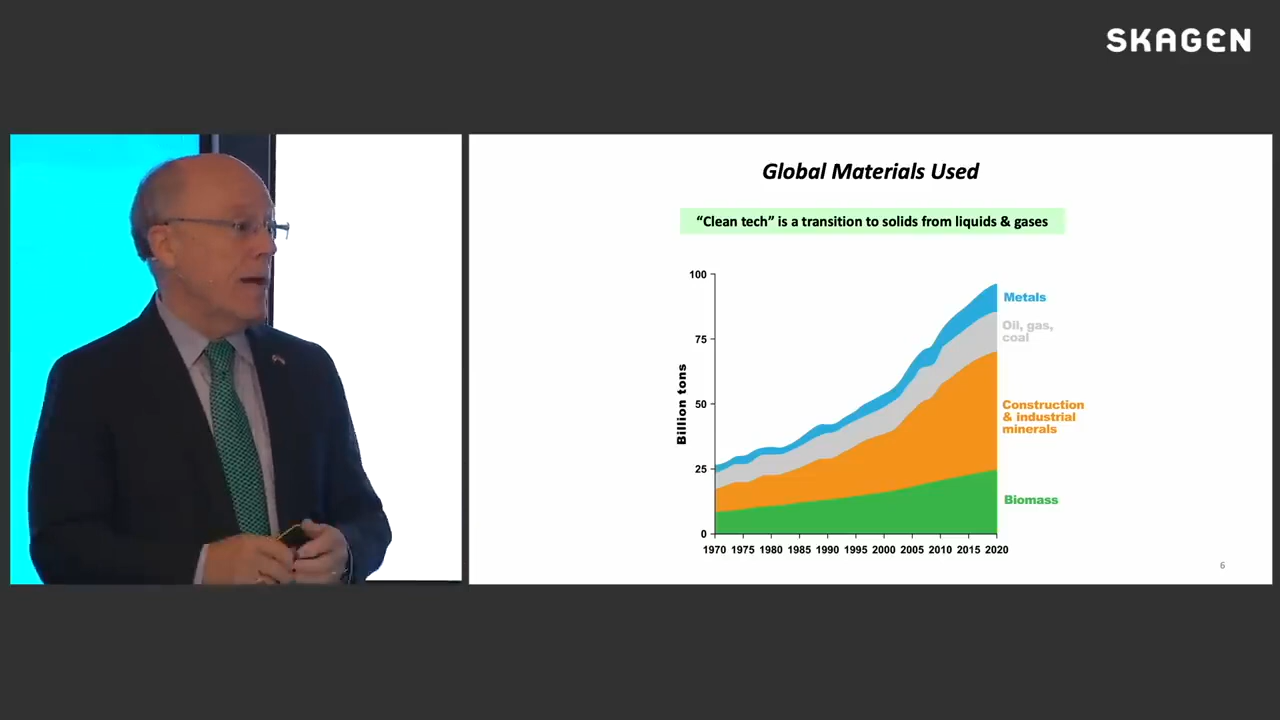 SKAGEN
Global Materials Used
“Clean tech” is a transition to solids from liquids & gases
100
75
50
25
0
Billion tons
Metals
Oil, gas,
coal
Construction
& industrial
minerals
Biomass
1970 1975 1980 1985 1990 1995 2000 2005 2010 2015 2020
6